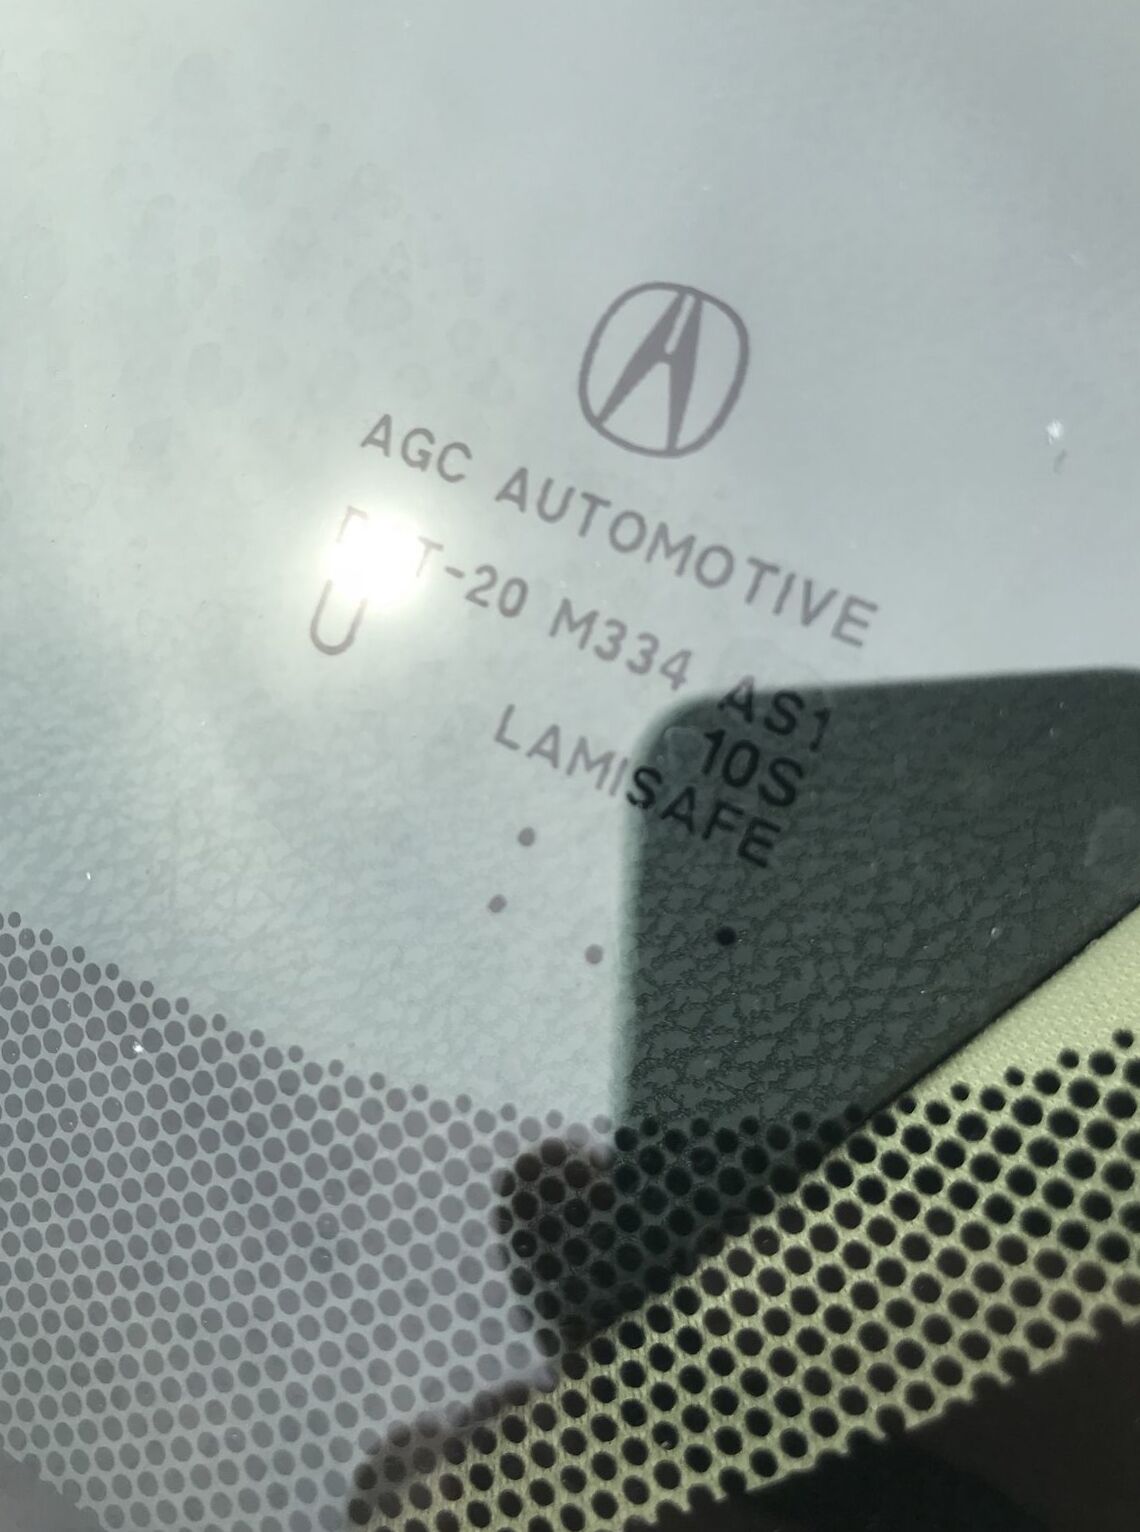 AGC AUTOMOTIVE
-20 M334 AS1
U 10S
LAMISAFE